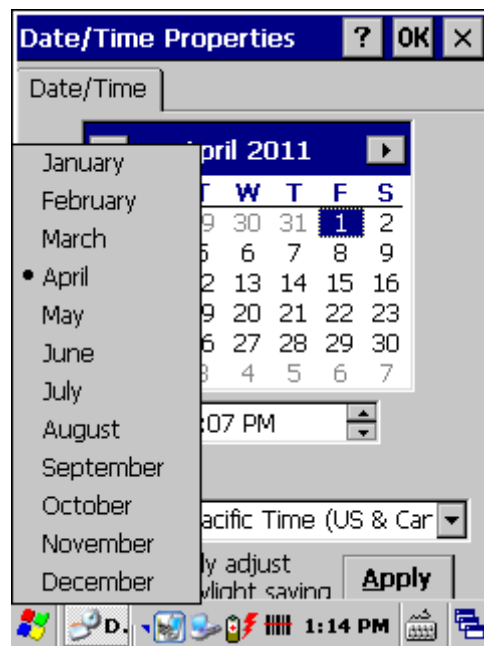 Date/Time Properties ? OK ×
Date/Time
April 2011
T W T F S
9 30 31 1 2
5 6 7 8 9
2 13 14 15 16
9 20 21 22 23
6 27 28 29 30
3 4 5 6 7
January
February
March
April
May
June
July
August
September
October
November
December
:07 PM
acific Time (US & Car
ly adjust
ylight saving
Apply
D.
1:14 PM